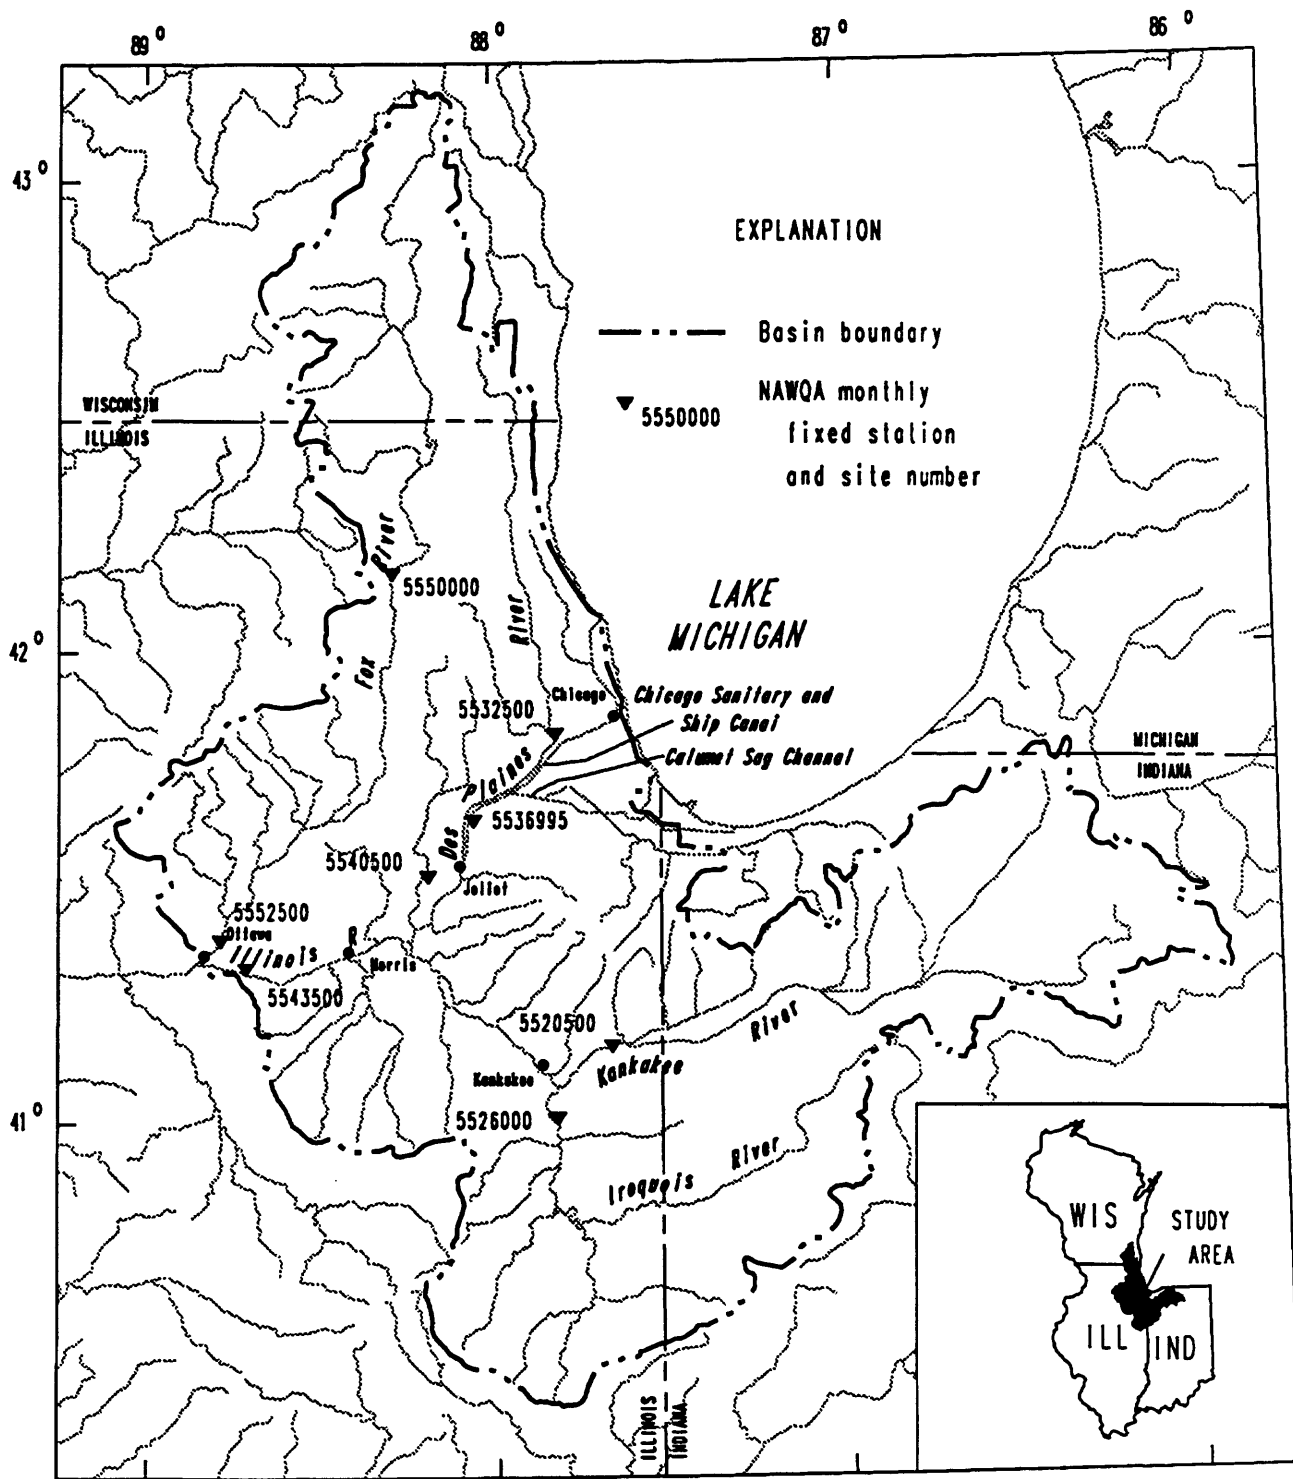 89°
88°
87°
86°
43°
EXPLANATION
Basin boundary
NAWQA monthly
fixed station
and site number
5550000
WISCONSIN
ILLINOIS
River
5550000
Fox
River
LAKE
MICHIGAN
42°
Chicago
Chicago Sanitary and
Ship Canal
5532500
Calumet Sag Channel
MICHIGAN
INDIANA
Plaines
5536995
Des
5540500
Joliet
5552500
Ottawa
Illinois
R
Morris
5543500
5520500
River
Kankakee
Kankakee
41°
5526000
River
Iroquois
WIS
STUDY
AREA
ILL
IND
ILLINOIS
INDIANA